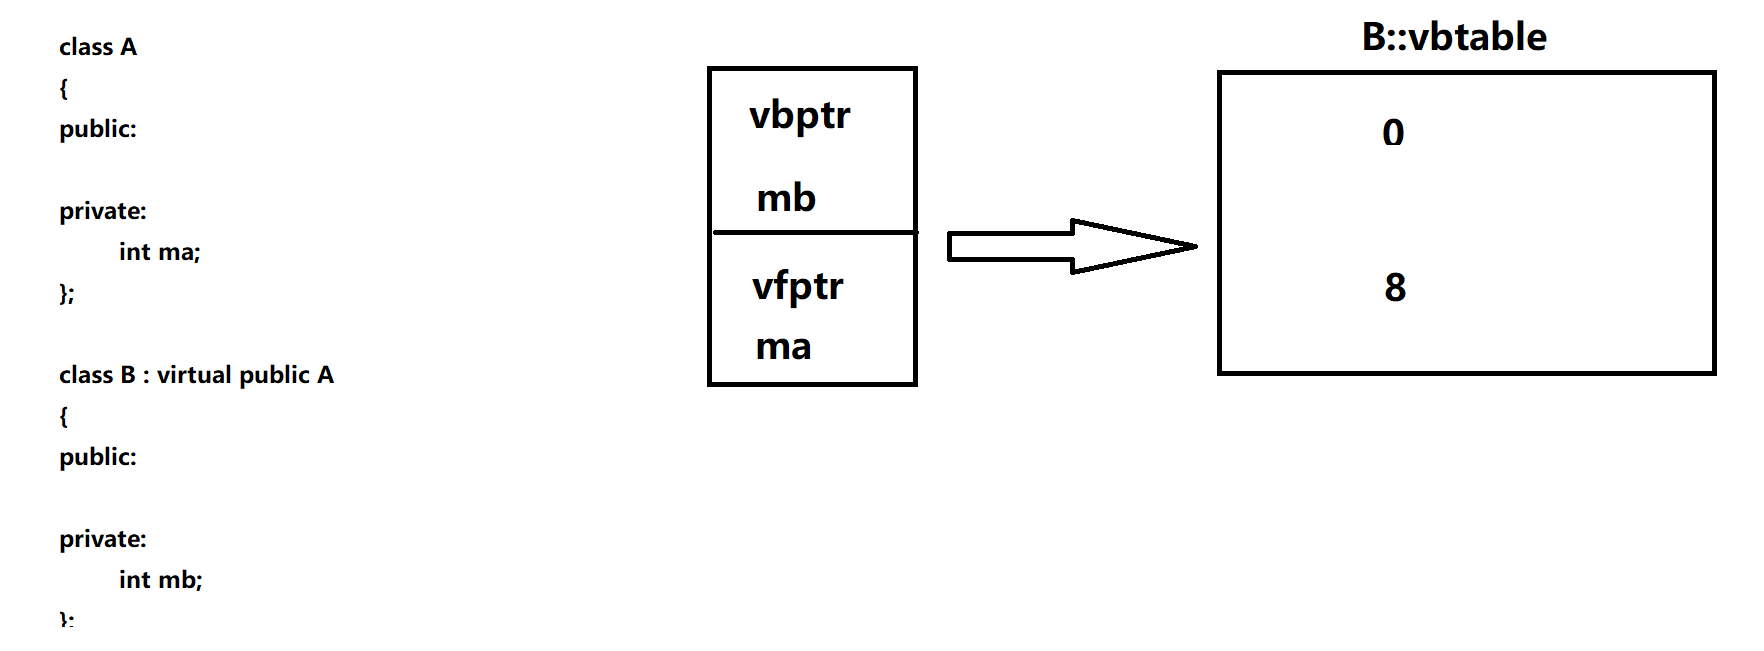 class A
{
public:
private:
int ma;
};
class B : virtual public A
{
public:
private:
int mb;
};
vbptr
mb
vfptr
ma
B::vbtable
0
8